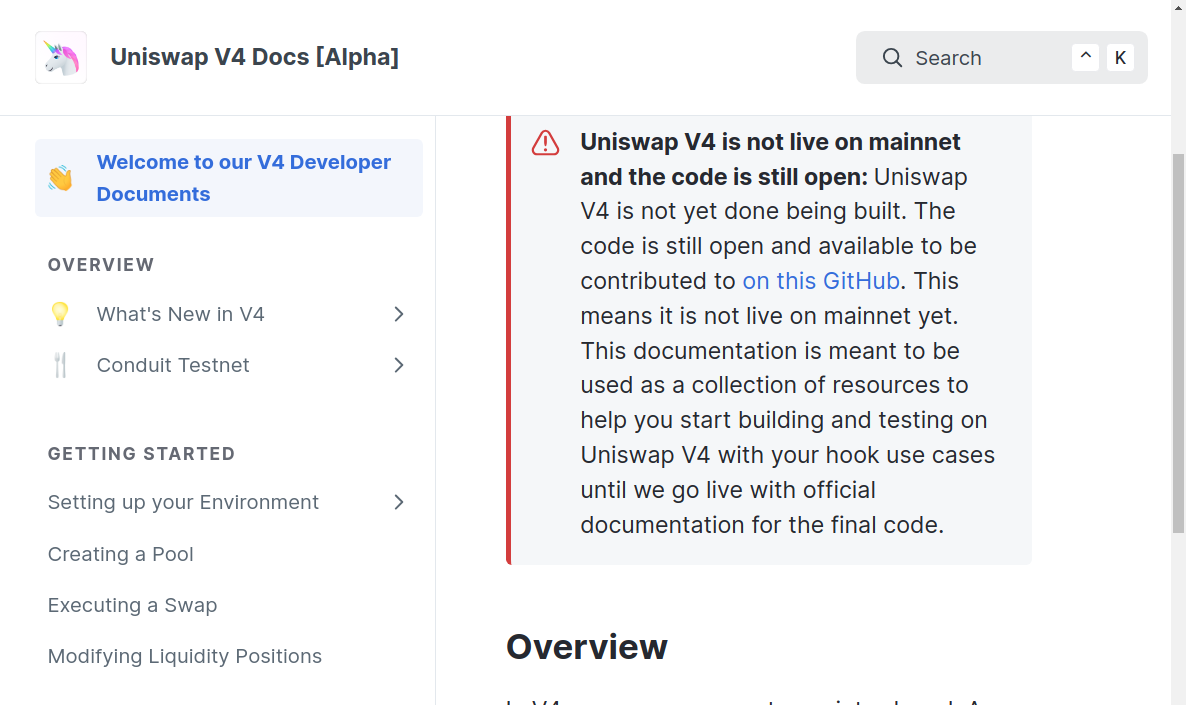 Uniswap V4 Docs [Alpha]
Search
^ K
Welcome to our V4 Developer
Documents
OVERVIEW
What's New in V4
Conduit Testnet
GETTING STARTED
Setting up your Environment
Creating a Pool
Executing a Swap
Modifying Liquidity Positions
Uniswap V4 is not live on mainnet
and the code is still open: Uniswap
V4 is not yet done being built. The
code is still open and available to be
contributed to on this GitHub. This
means it is not live on mainnet yet.
This documentation is meant to be
used as a collection of resources to
help you start building and testing on
Uniswap V4 with your hook use cases
until we go live with official
documentation for the final code.
Overview